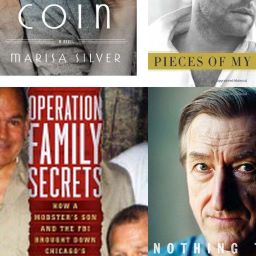 COIN
A NOVEL
MARISA SILVER
PIECES OF MY
OPERATION
FAMILY
SECRETS
HOW A
MOBSTER'S SON
AND THE FBI
BROUGHT DOWN
CHICAGO'S
NOTHING